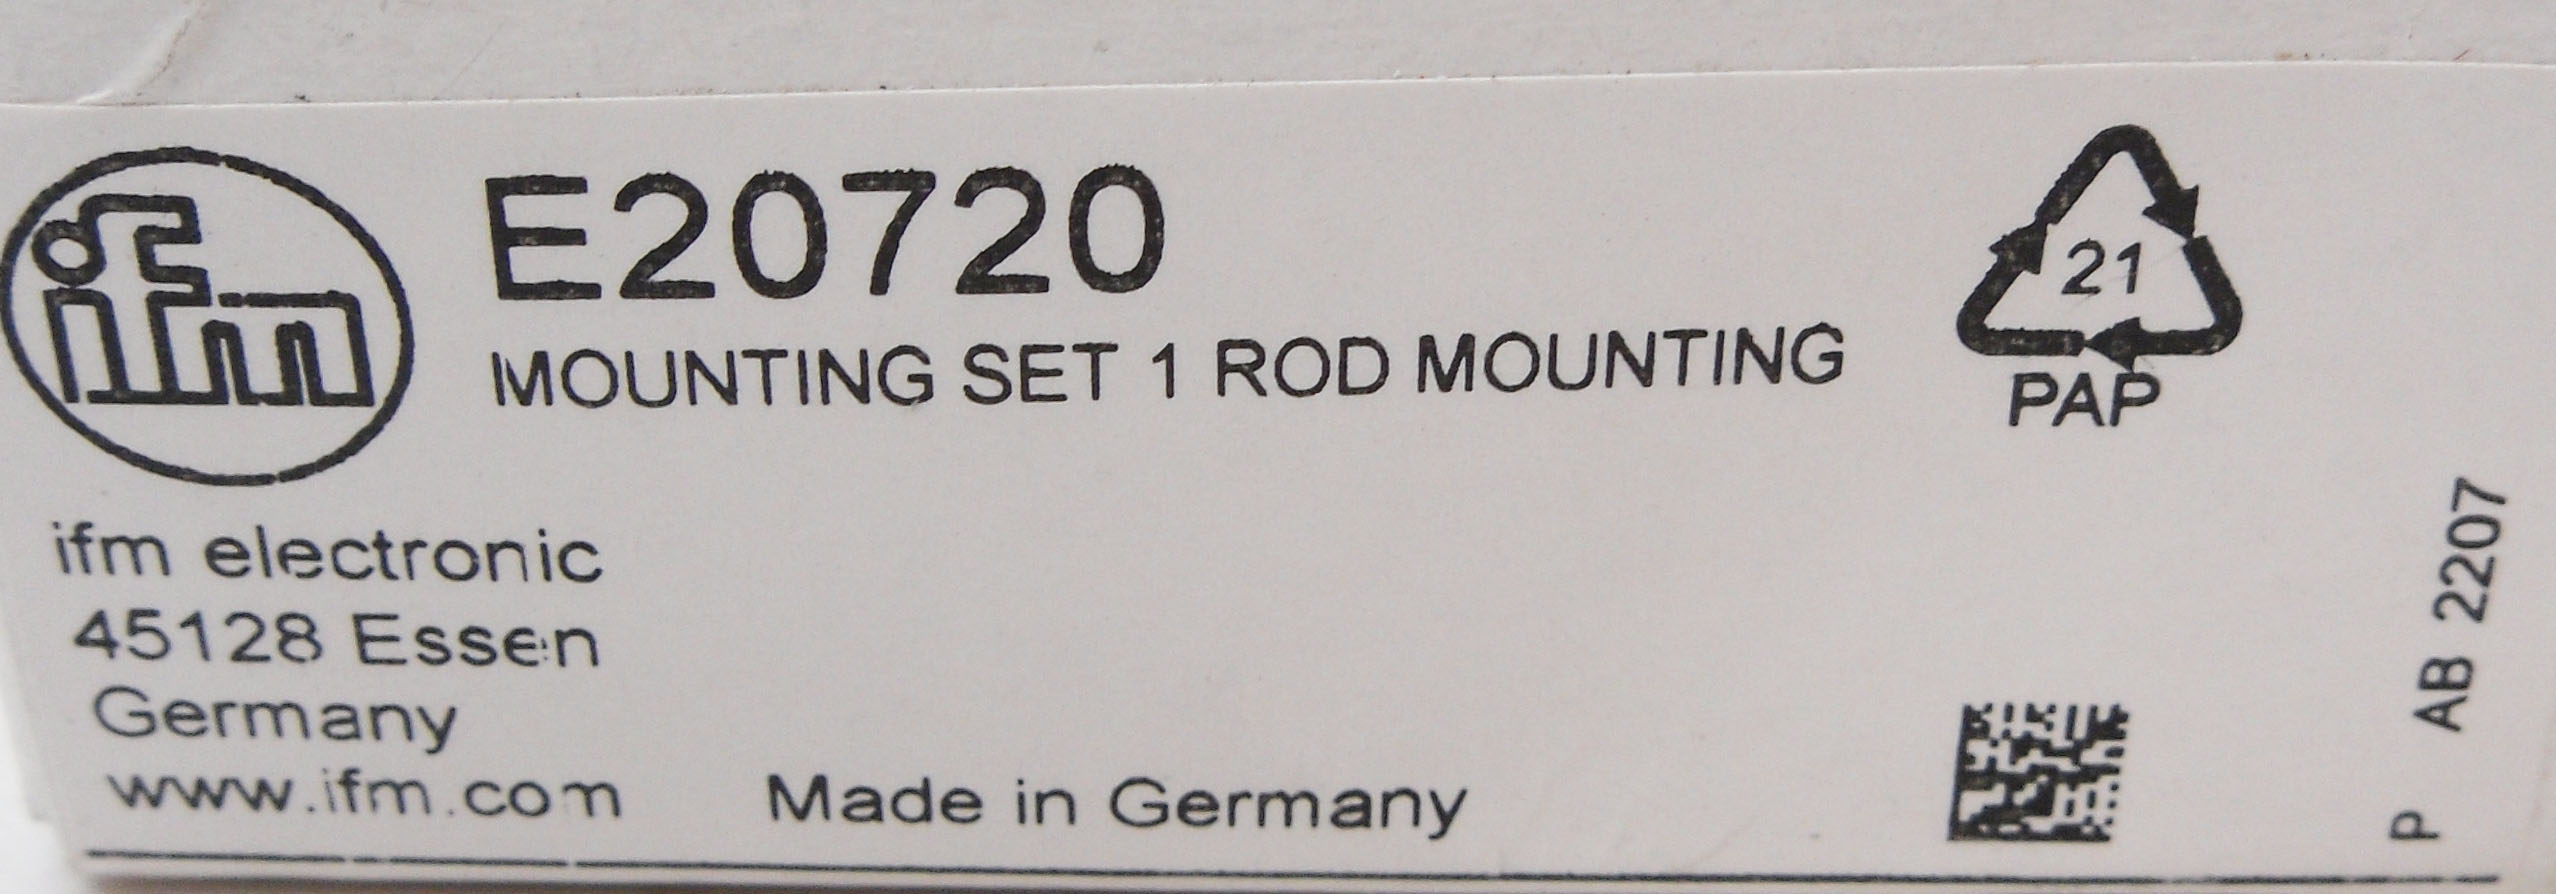 ifm
E20720
MOUNTING SET 1 ROD MOUNTING
21
PAP
ifm electronic
45128 Essen
Germany
www.ifm.com
Made in Germany
P AB 2207